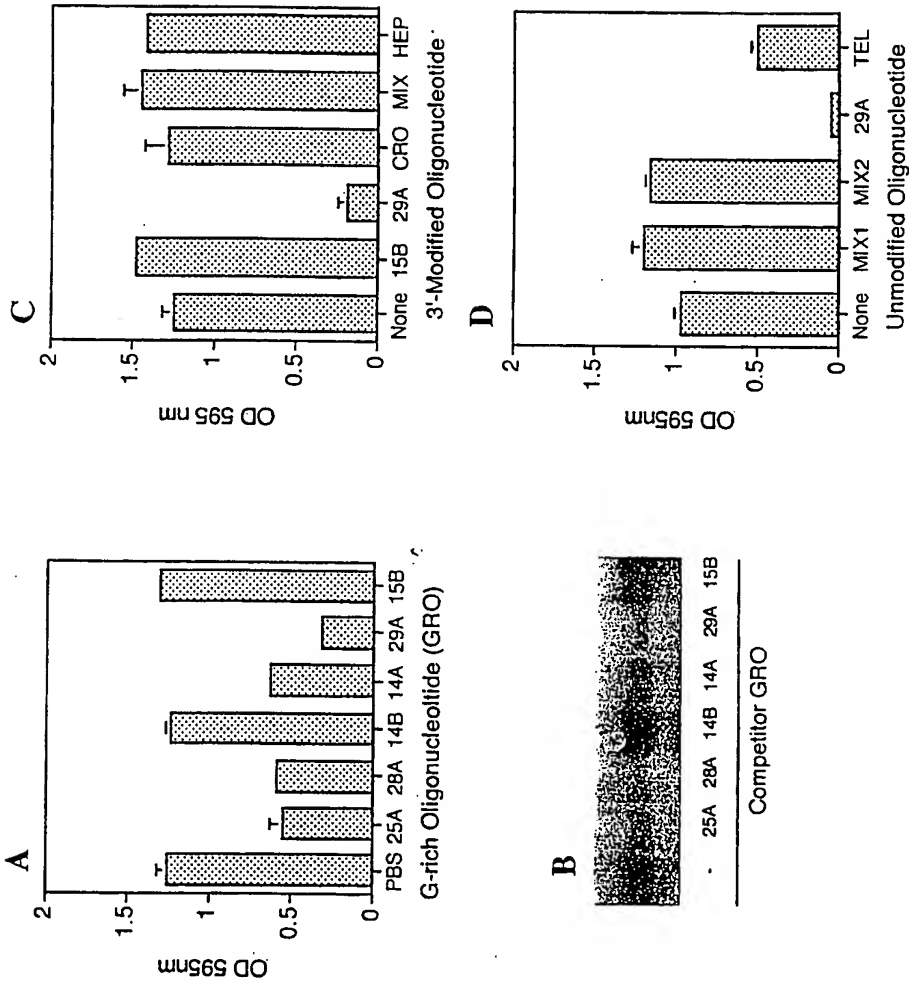 A
2
1.5
1
0.5
0
OD 595nm
PBS 25A 28A 14B 14A 29A 15B
G-rich Oligonucleoltide (GRO)
B
- 25A 28A 14B 14A 29A 15B
Competitor GRO
C
2
1.5
1
0.5
0
OD 595 nm
None 15B 29A CRO MIX HEP
3'-Modified Oligonucleotide
D
2
1.5
1
0.5
0
OD 595nm
None MIX1 MIX2 29A TEL
Unmodified Oligonucleotide